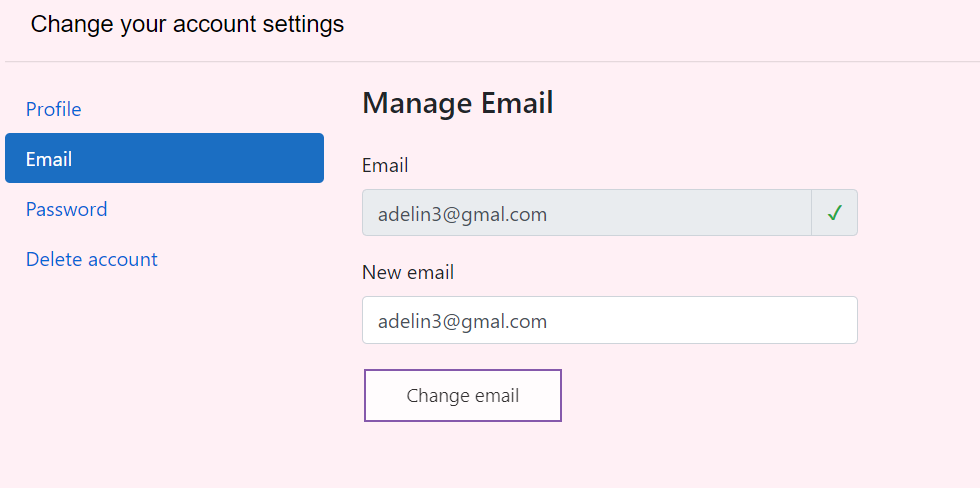 Change your account settings
Profile
Email
Password
Delete account
Manage Email
Email
adelin3@gmal.com
New email
adelin3@gmal.com
Change email